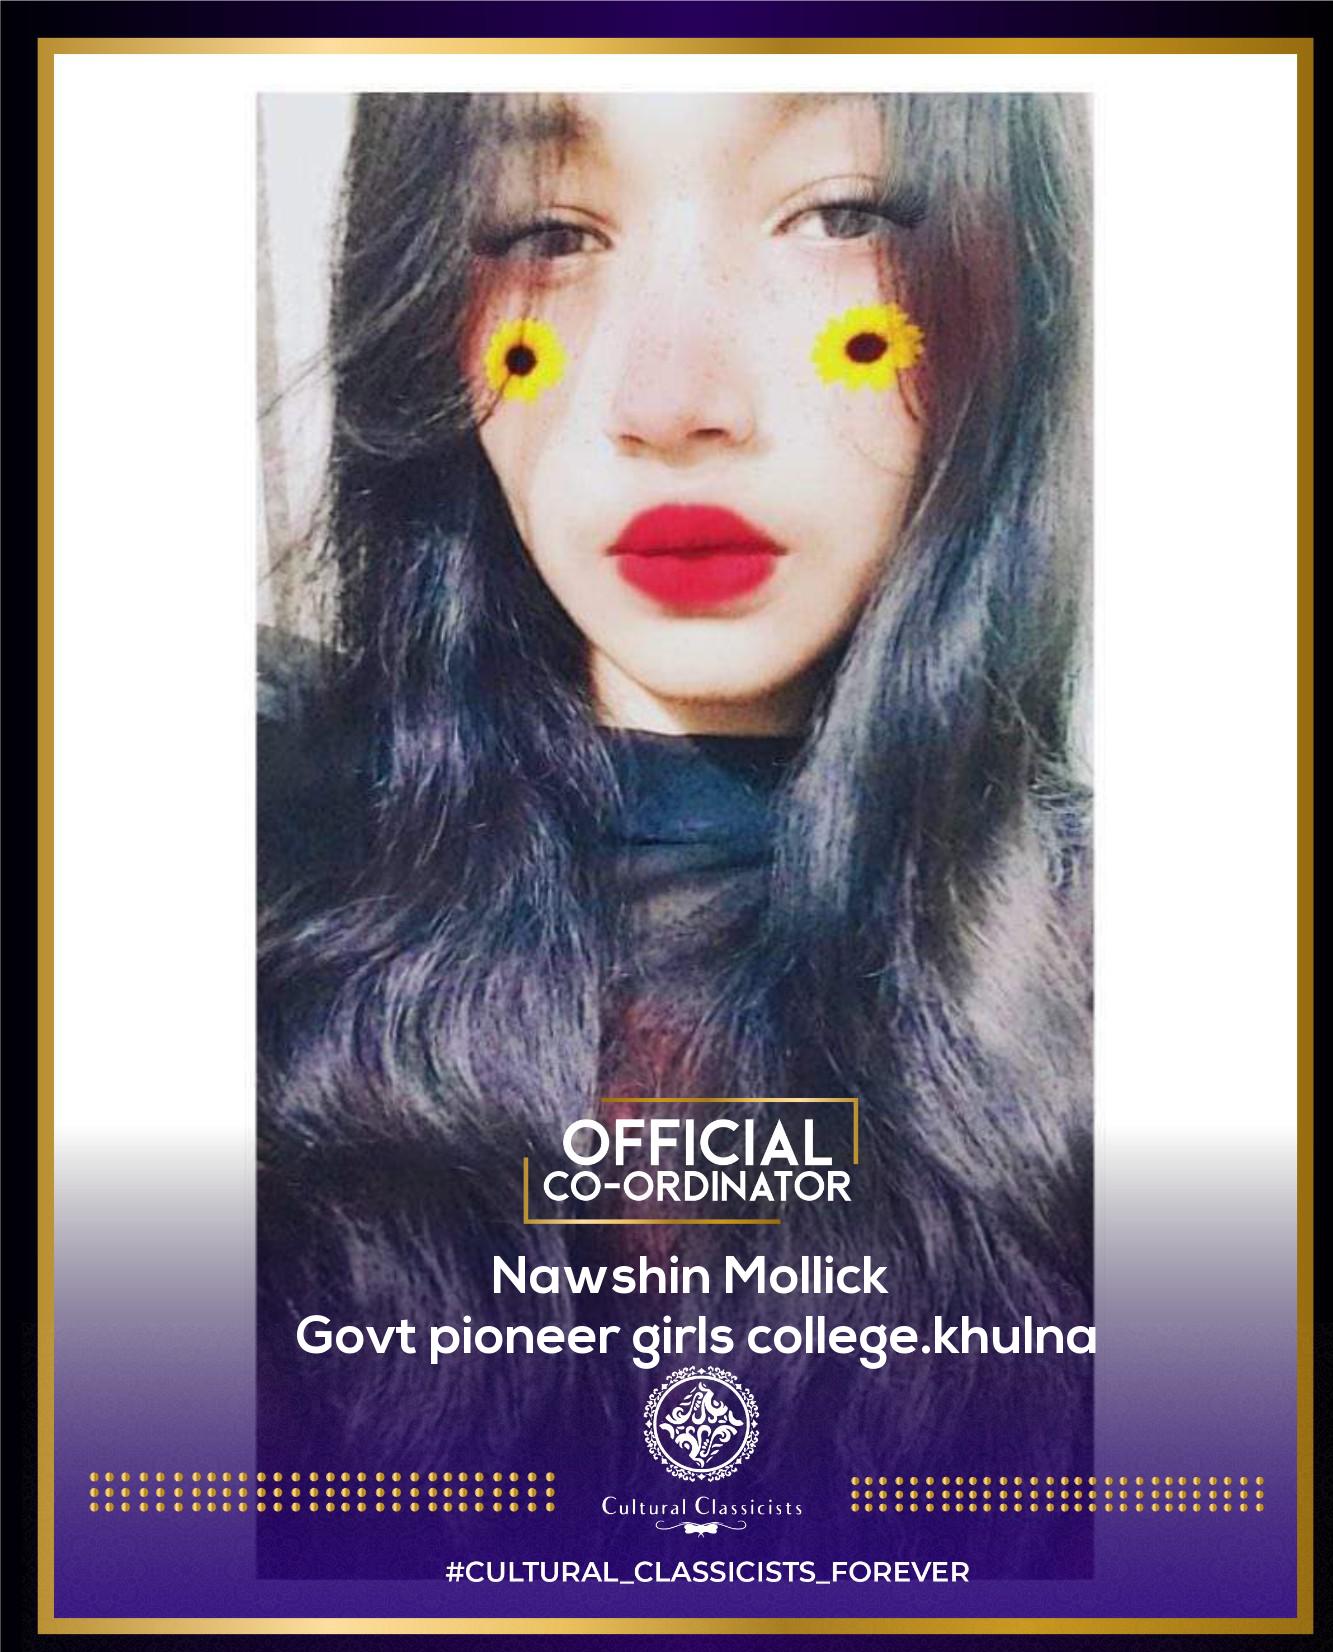 OFFICIAL
CO-ORDINATOR
Nawshin Mollick
Govt pioneer girls college.khulna
Cultural Classicists
#CULTURAL_CLASSICISTS_FOREVER